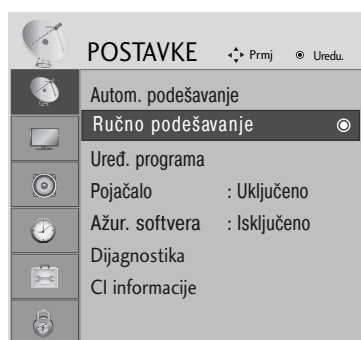 POSTAVKE Prmj Uredu.
Autom. podešavanje
Ručno podešavanje
Uređ. programa
Pojačalo : Uključeno
Ažur. softvera : Isključeno
Dijagnostika
CI informacije